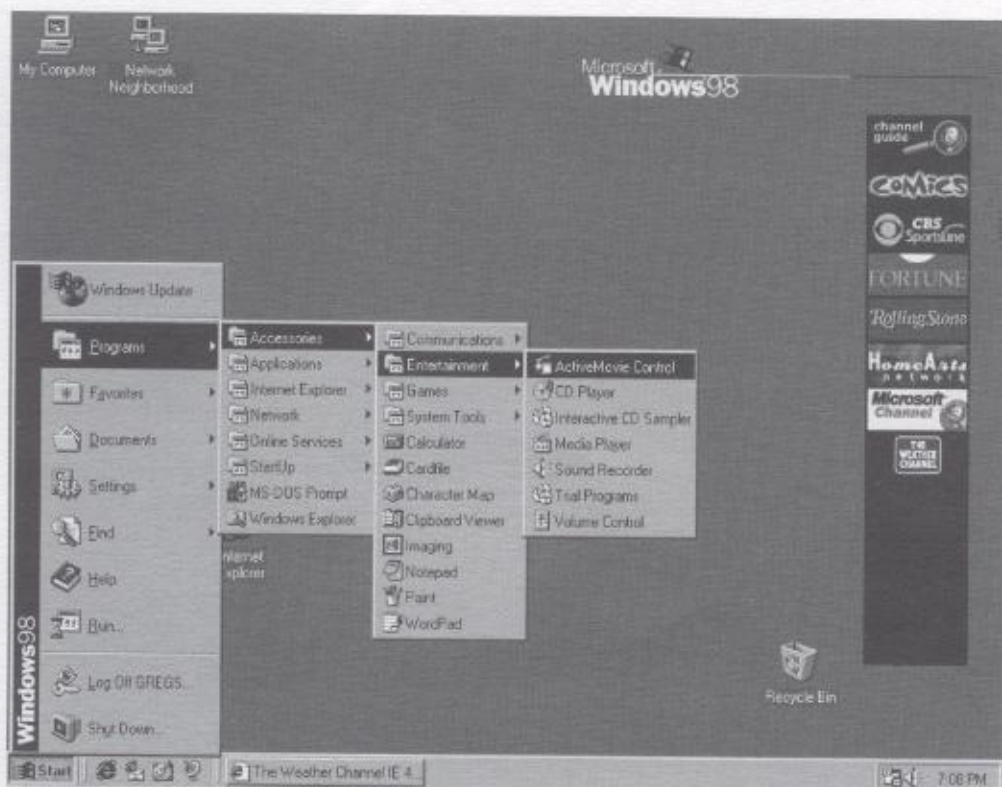 My Computer
Network
Neighborhood
Microsoft
Windows98
channel
guide
COMICS
CBS
SportsLine
FORTUNE
RollingStone
HomeArts
network
Microsoft
Channel
THE
WEATHER
CHANNEL
Windows Update
Programs
Favorites
Documents
Settings
Find
Help
Run...
Log Off GREGS...
Shut Down...
Windows98
Accessories
Applications
Internet Explorer
Network
Online Services
StartUp
MS-DOS Prompt
Windows Explorer
Communications
Entertainment
Games
System Tools
Calculator
Cardfile
Character Map
Clipboard Viewer
Imaging
Notepad
Paint
WordPad
ActiveMovie Control
CD Player
Interactive CD Sampler
Media Player
Sound Recorder
Trial Programs
Volume Control
nternet
xplorer
Recycle Bin
Start
The Weather Channel IE 4...
7:08 PM